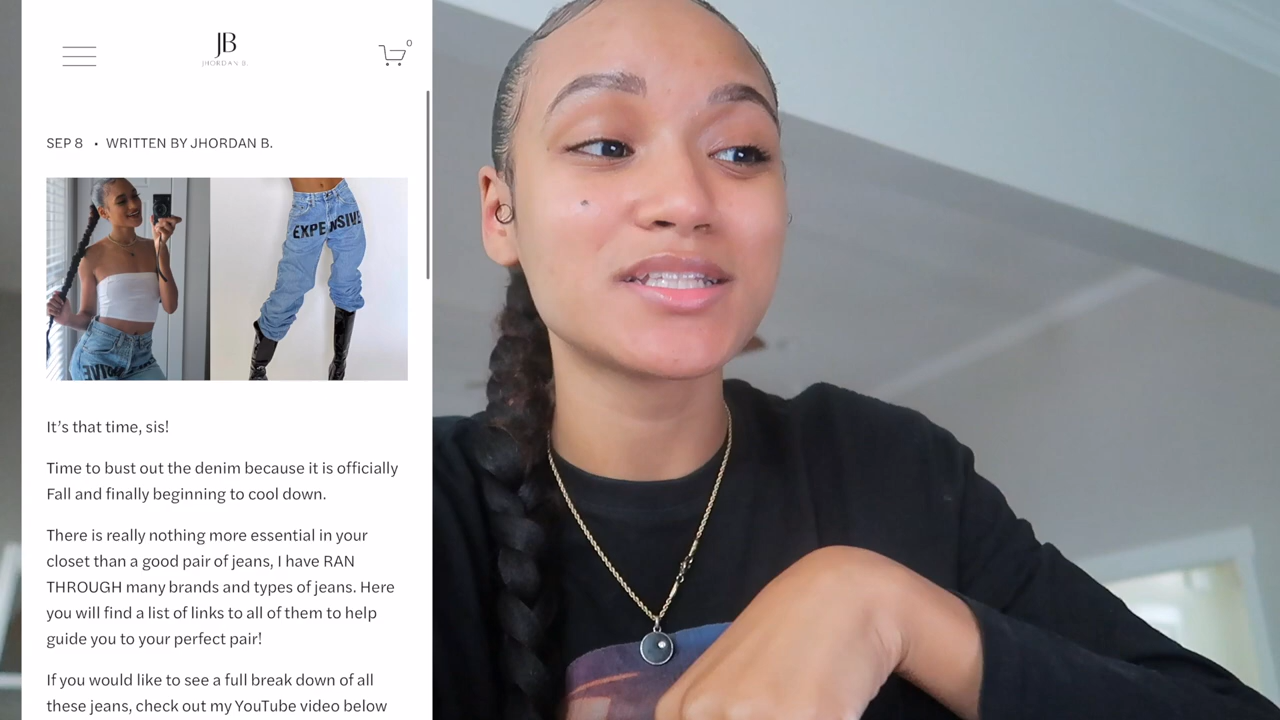 JB
JHORDAN B.
0
SEP 8 • WRITTEN BY JHORDAN B.
EXPENSIVE
It's that time, sis!
Time to bust out the denim because it is officially
Fall and finally beginning to cool down.
There is really nothing more essential in your
closet than a good pair of jeans, I have RAN
THROUGH many brands and types of jeans. Here
you will find a list of links to all of them to help
guide you to your perfect pair!
If you would like to see a full break down of all
these jeans, check out my YouTube video below